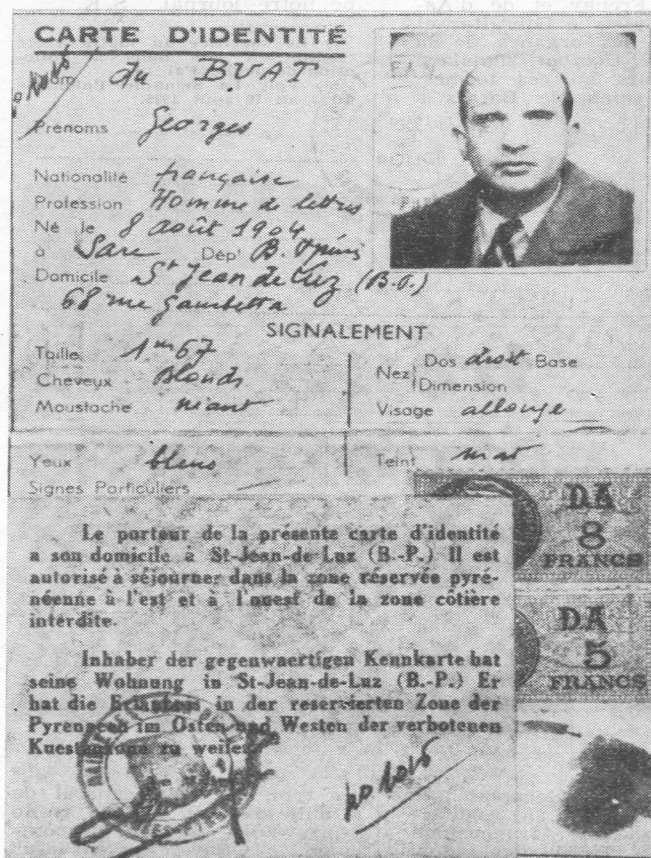 CARTE D'IDENTITÉ
Nom du BUAT
Prénoms Georges
Nationalité française
Profession Homme de lettres
Né le 8 août 1904
à Sare Dépt B. Pyrénées
Domicile St Jean de Luz (B.P.)
68 rue Gambetta
SIGNALEMENT
Taille 1m67
Cheveux Blonds
Moustache néant
Nez Dos droit Base
Dimension
Visage allongé
Yeux bleus
Teint mat
Signes Particuliers
DA
8
FRANCS
DA
5
FRANCS
Le porteur de la présente carte d'identité
a son domicile à St-Jean-de Luz (B.-P.) Il est
autorisé à séjourner dans la zone réservée pyré-
néenne à l'est et à l'ouest de la zone côtière
interdite.
Inhaber der gegenwaertigen Kennkarte hat
seine Wohnung in St-Jean-de-Luz (B.-P.) Er
hat die Erlaubnis in der reservierten Zone der
Pyrenaen im Osten und Westen der verbotenen
Kuestenzone zu weilen
no 1015